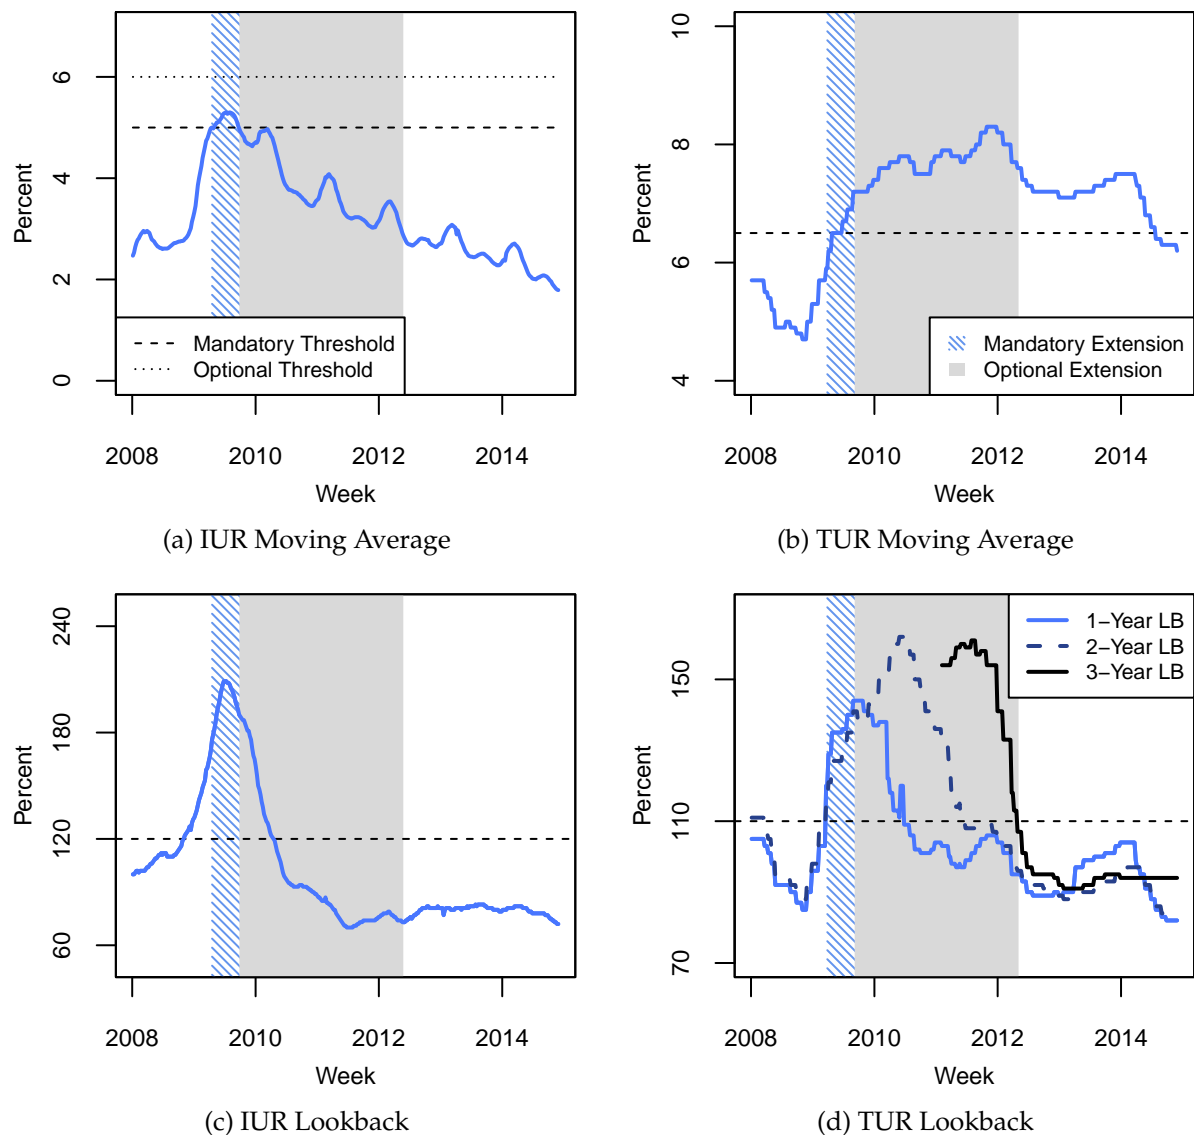 Percent
6
4
2
0
Mandatory Threshold
Optional Threshold
2008 2010 2012 2014
Week
(a) IUR Moving Average
Percent
10
8
6
4
Mandatory Extension
Optional Extension
2008 2010 2012 2014
Week
(b) TUR Moving Average
Percent
240
180
120
60
2008 2010 2012 2014
Week
(c) IUR Lookback
Percent
150
110
70
1-Year LB
2-Year LB
3-Year LB
2008 2010 2012 2014
Week
(d) TUR Lookback